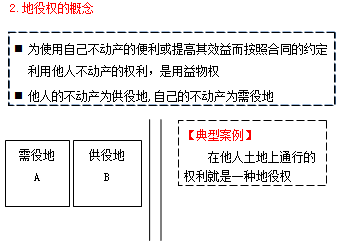 2.地役权的概念
■ 为使用自己不动产的便利或提高其效益而按照合同的约定
利用他人不动产的权利，是用益物权
■ 他人的不动产为供役地,自己的不动产为需役地
需役地
A
供役地
B
【典型案例】
在他人土地上通行的
权利就是一种地役权